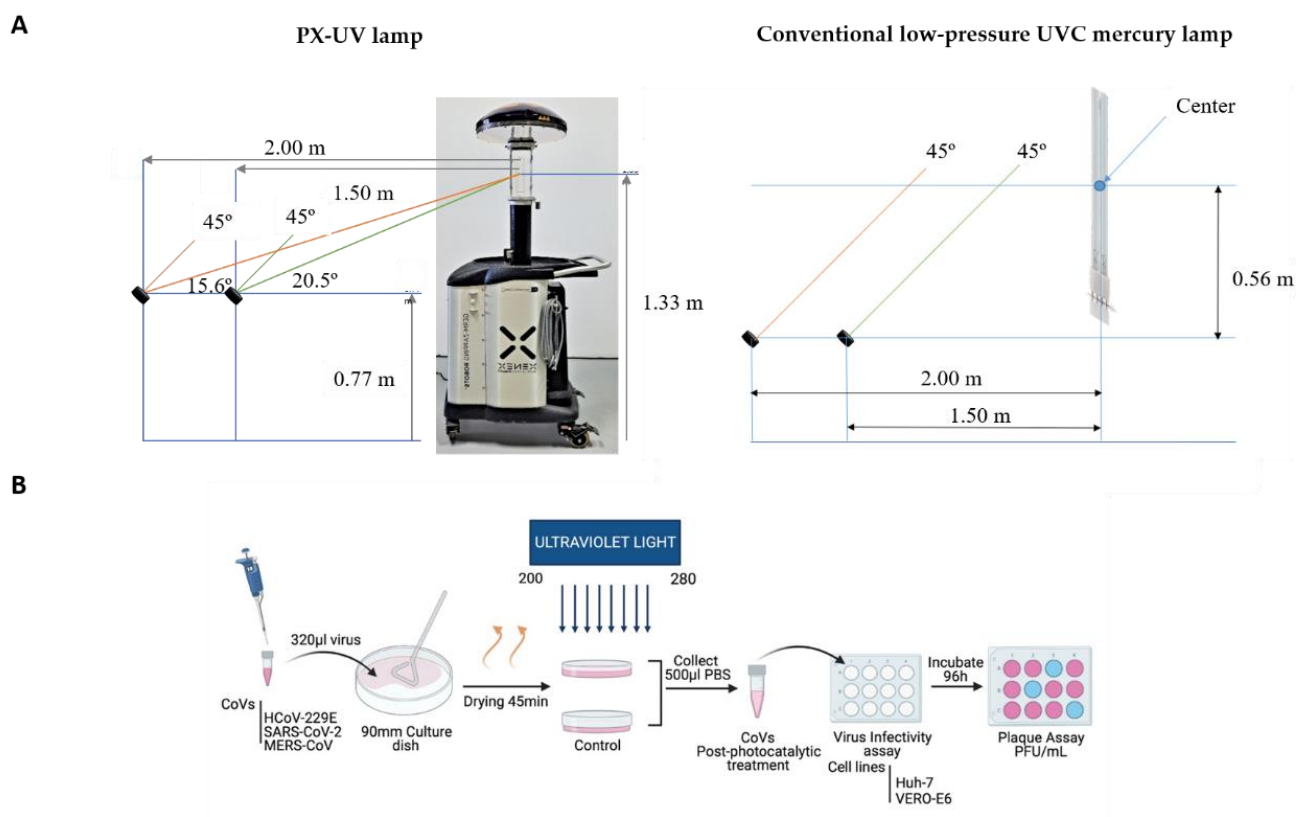 A
PX-UV lamp
Conventional low-pressure UVC mercury lamp
Center
2.00 m
1.50 m
45º
45º
15.6º
20.5º
1.33 m
0.77 m
XENEX
45º
45º
0.56 m
2.00 m
1.50 m
B
ULTRAVIOLET LIGHT
200
280
320µl virus
CoVs
HCoV-229E
SARS-CoV-2
MERS-CoV
90mm Culture
dish
Drying 45min
Control
Collect
500µl PBS
CoVs
Post-photocatalytic
treatment
Virus Infectivity
assay
Cell lines
Huh-7
VERO-E6
Incubate
96h
Plaque Assay
PFU/mL